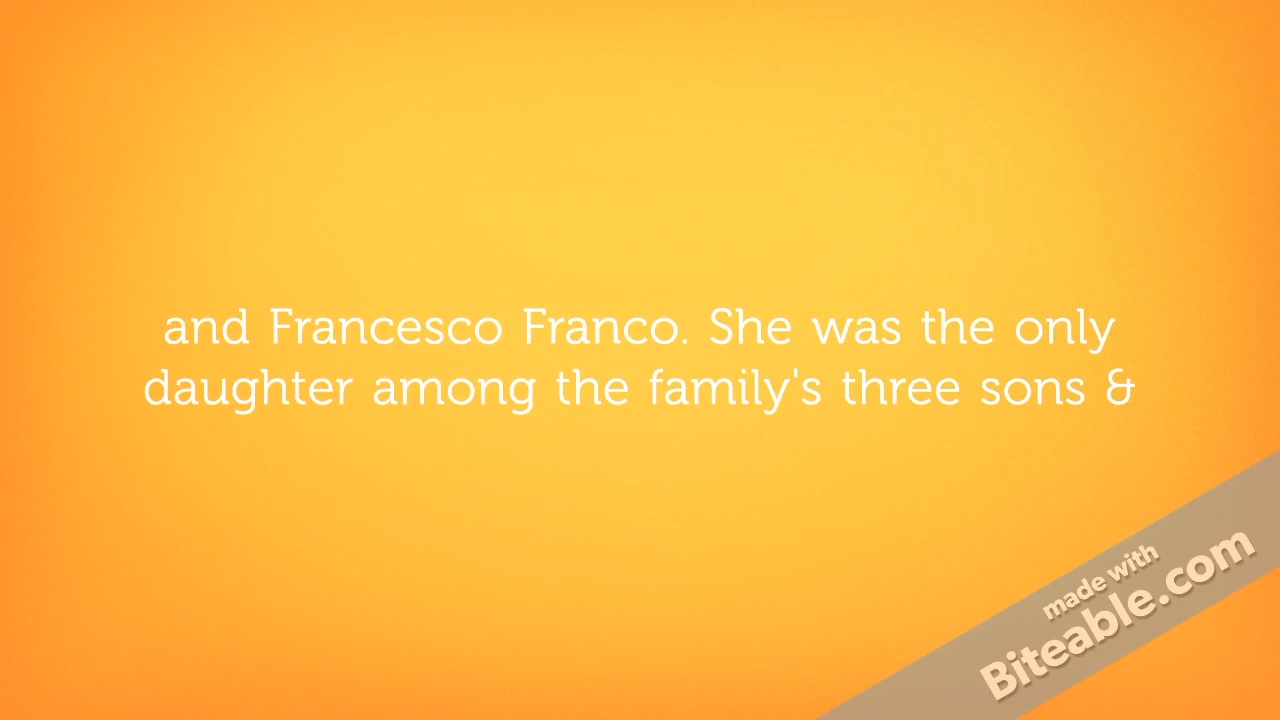 and Francesco Franco. She was the only
daughter among the family's three sons &
made with
Biteable.com